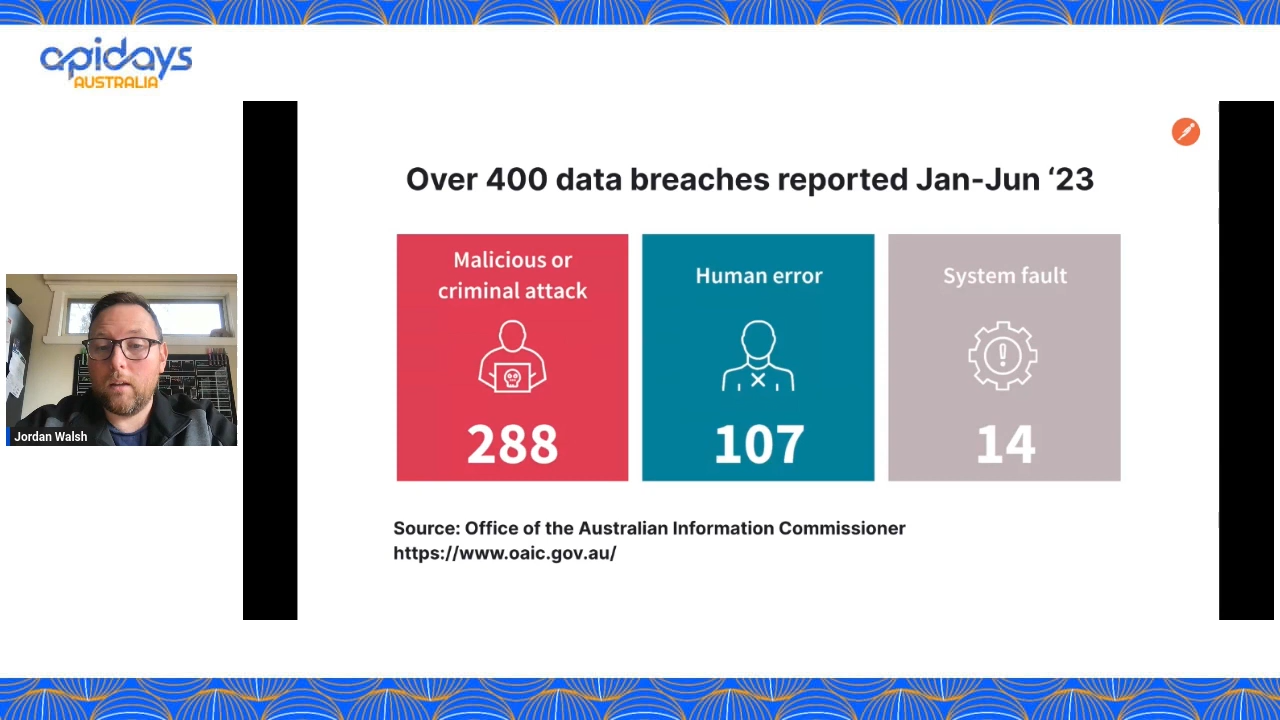 apidays
AUSTRALIA
Over 400 data breaches reported Jan-Jun ‘23
Malicious or
criminal attack
288
Human error
107
System fault
14
Source: Office of the Australian Information Commissioner
https://www.oaic.gov.au/
Jordan Walsh